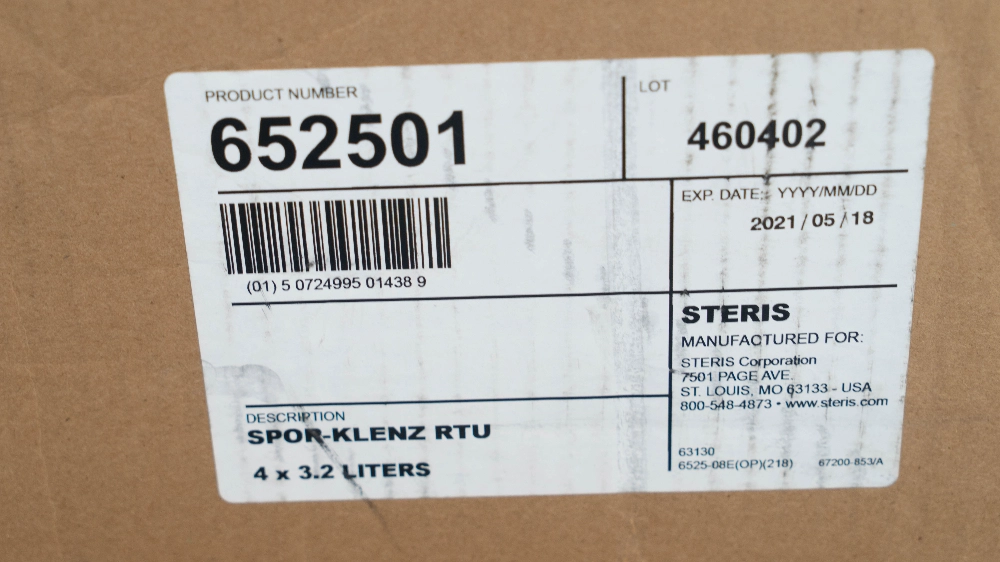 PRODUCT NUMBER
652501
LOT
460402
(01) 5 0724995 01438 9
EXP. DATE: YYYY/MM/DD
2021 / 05 / 18
DESCRIPTION
SPOR-KLENZ RTU
4 x 3.2 LITERS
STERIS
MANUFACTURED FOR:
STERIS Corporation
7501 PAGE AVE.
ST. LOUIS, MO 63133 - USA
800-548-4873 • www.steris.com
63130
6525-08E(OP)(218) 67200-853/A